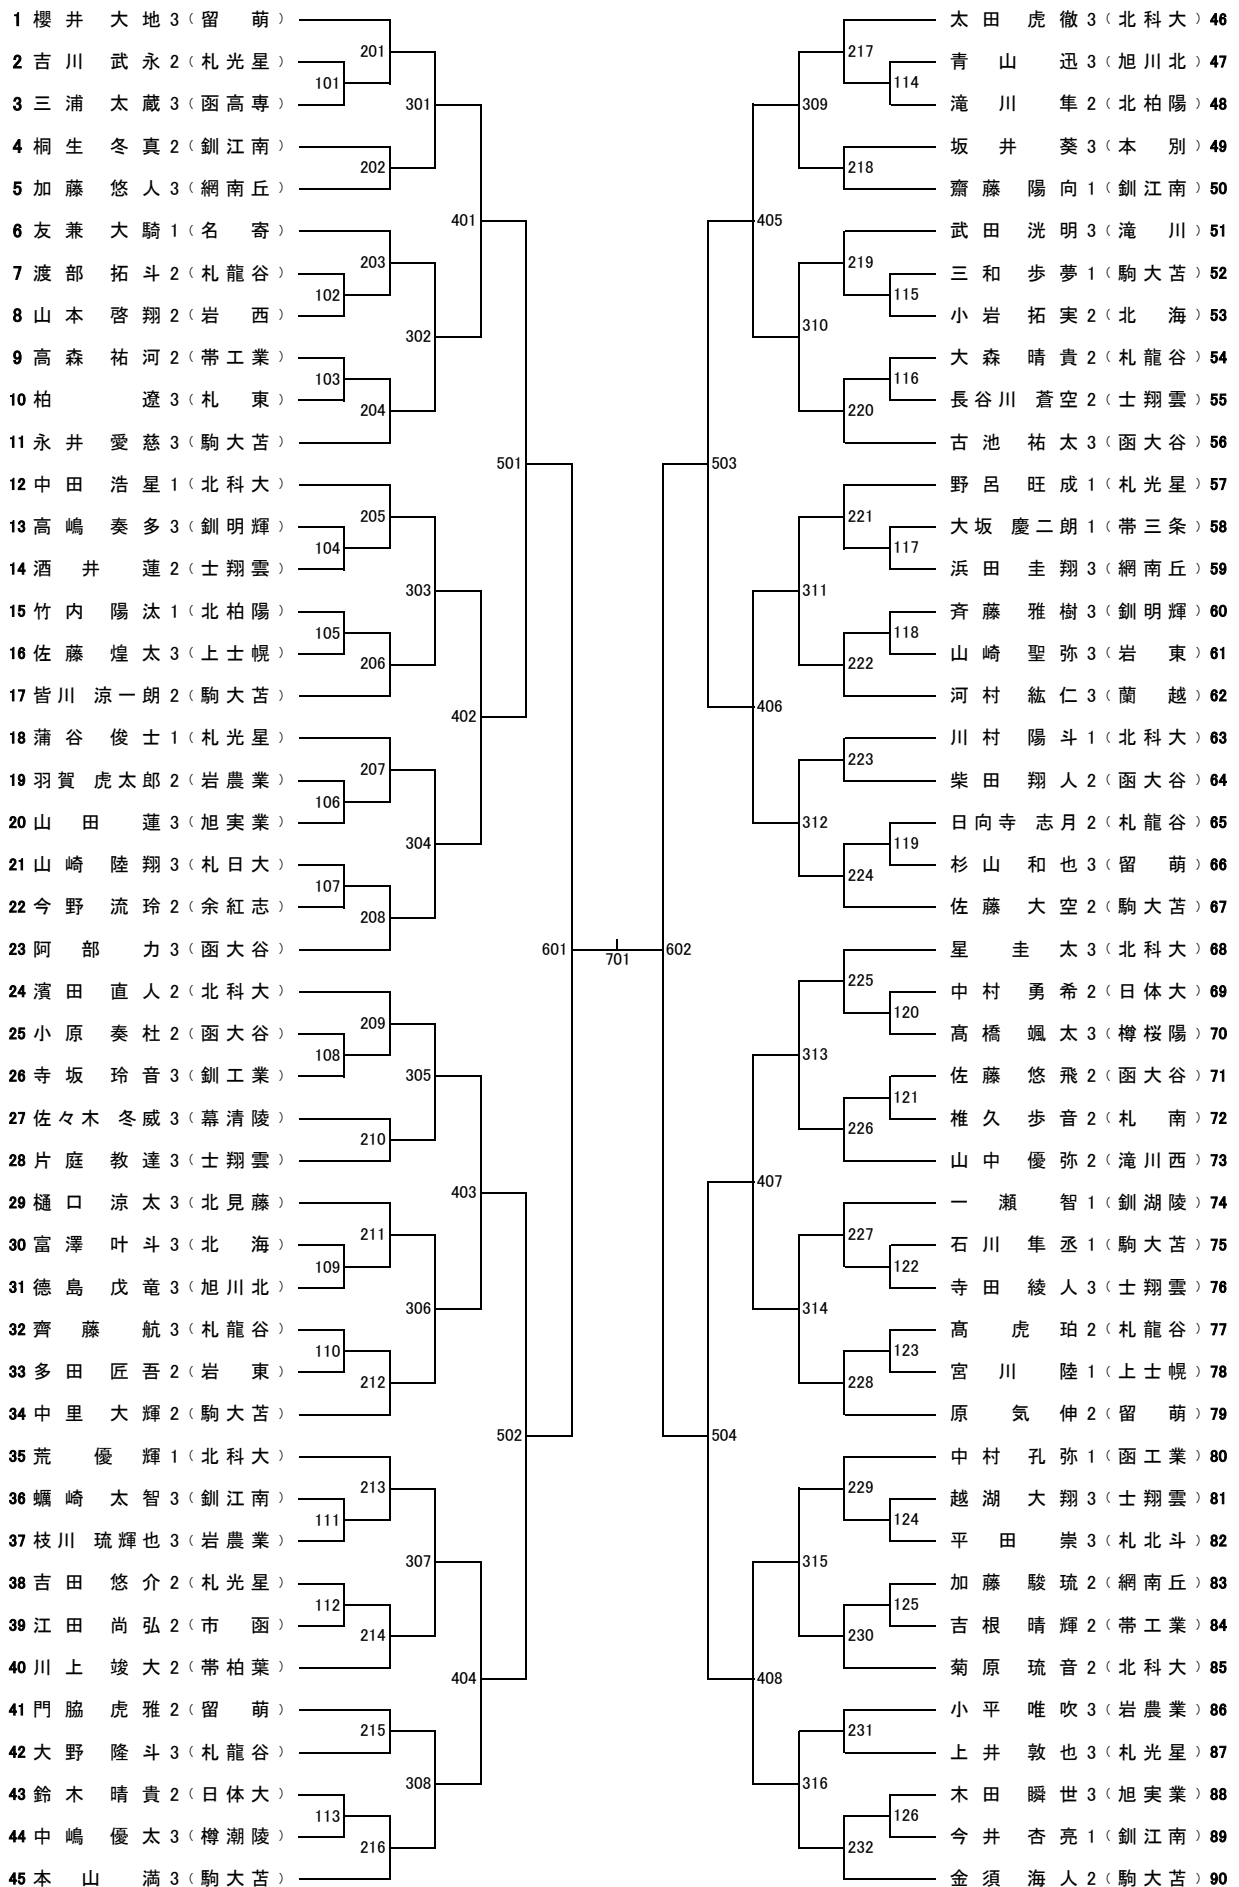 1 櫻井 大地 3（留萌）
2 吉川 武永 2（札光星）
3 三浦 太蔵 3（函高専）
4 桐生 冬真 2（釧江南）
5 加藤 悠人 3（網南丘）
6 友兼 大騎 1（名寄）
7 渡部 拓斗 2（札龍谷）
8 山本 啓翔 2（岩西）
9 高森 祐河 2（帯工業）
10 柏 遼 3（札東）
11 永井 愛慈 3（駒大苫）
12 中田 浩星 1（北科大）
13 高嶋 奏多 3（釧明輝）
14 酒井 蓮 2（士翔雲）
15 竹内 陽汰 1（北柏陽）
16 佐藤 煌太 3（上士幌）
17 皆川 涼一朗 2（駒大苫）
18 蒲谷 俊士 1（札光星）
19 羽賀 虎太郎 2（岩農業）
20 山田 蓮 3（旭実業）
21 山崎 陸翔 3（札日大）
22 今野 流玲 2（余紅志）
23 阿部 力 3（函大谷）
24 濱田 直人 2（北科大）
25 小原 奏杜 2（函大谷）
26 寺坂 玲音 3（釧工業）
27 佐々木 冬威 3（幕清陵）
28 片庭 教達 3（士翔雲）
29 樋口 涼太 3（北見藤）
30 富澤 叶斗 3（北海）
31 德島 戊竜 3（旭川北）
32 齊藤 航 3（札龍谷）
33 多田 匠吾 2（岩東）
34 中里 大輝 2（駒大苫）
35 荒 優輝 1（北科大）
36 蠣崎 太智 3（釧江南）
37 枝川 琉輝也 3（岩農業）
38 吉田 悠介 2（札光星）
39 江田 尚弘 2（市函）
40 川上 竣大 2（帯柏葉）
41 門脇 虎雅 2（留萌）
42 大野 隆斗 3（札龍谷）
43 鈴木 晴貴 2（日体大）
44 中嶋 優太 3（樽潮陵）
45 本山 満 3（駒大苫）
101
102
103
104
105
106
107
108
109
110
111
112
113
201
202
203
204
205
206
207
208
209
210
211
212
213
214
215
216
301
302
303
304
305
306
307
308
401
402
403
404
501
502
601
701
602
503
504
405
406
407
408
309
310
311
312
313
314
315
316
217
218
219
220
221
222
223
224
225
226
227
228
229
230
231
232
114
115
116
117
118
119
120
121
122
123
124
125
126
太田 虎徹 3（北科大）46
青山 迅 3（旭川北）47
滝川 隼 2（北柏陽）48
坂井 葵 3（本別）49
齋藤 陽向 1（釧江南）50
武田 洸明 3（滝川）51
三和 歩夢 1（駒大苫）52
小岩 拓実 2（北海）53
大森 晴貴 2（札龍谷）54
長谷川 蒼空 2（士翔雲）55
古池 祐太 3（函大谷）56
野呂 旺成 1（札光星）57
大坂 慶二朗 1（帯三条）58
浜田 圭翔 3（網南丘）59
斉藤 雅樹 3（釧明輝）60
山崎 聖弥 3（岩東）61
河村 紘仁 3（蘭越）62
川村 陽斗 1（北科大）63
柴田 翔人 2（函大谷）64
日向寺 志月 2（札龍谷）65
杉山 和也 3（留萌）66
佐藤 大空 2（駒大苫）67
星 圭太 3（北科大）68
中村 勇希 2（日体大）69
髙橋 颯太 3（樽桜陽）70
佐藤 悠飛 2（函大谷）71
椎久 歩音 2（札南）72
山中 優弥 2（滝川西）73
一瀬 智 1（釧湖陵）74
石川 隼丞 1（駒大苫）75
寺田 綾人 3（士翔雲）76
髙 虎珀 2（札龍谷）77
宮川 陸 1（上士幌）78
原 気伸 2（留萌）79
中村 孔弥 1（函工業）80
越湖 大翔 3（士翔雲）81
平田 崇 3（札北斗）82
加藤 駿琉 2（網南丘）83
吉根 晴輝 2（帯工業）84
菊原 琉音 2（北科大）85
小平 唯吹 3（岩農業）86
上井 敦也 3（札光星）87
木田 瞬世 3（旭実業）88
今井 杏亮 1（釧江南）89
金須 海人 2（駒大苫）90